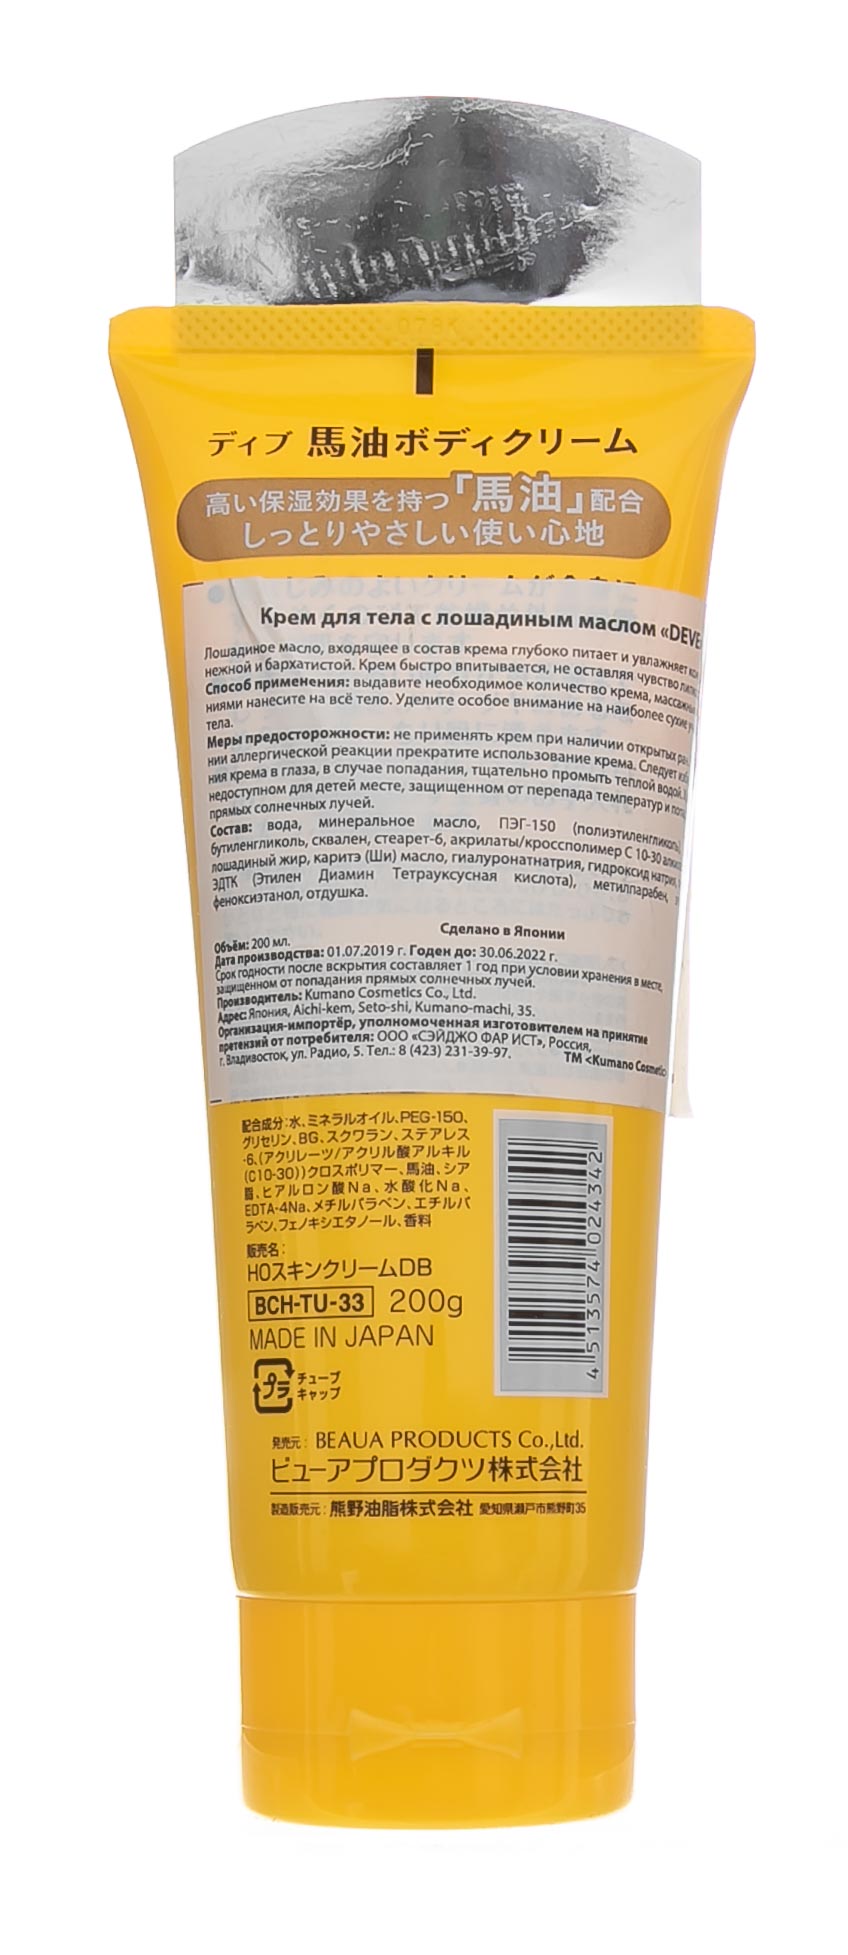 078K
ディブ 馬油ボディクリーム
高い保湿効果を持つ「馬油」配合
しっとりやさしい使い心地
Крем для тела с лошадиным маслом «DEVE
Лошадиное масло, входящее в состав крема глубоко питает и увлажняет
нежной и бархатистой. Крем быстро впитывается, не оставляя чувство
Способ применения: выдавите необходимое количество крема, массажны
ниями нанесите на всё тело. Уделите особое внимание на наиболее сухие
тела.
Меры предосторожности: не применять крем при наличии открытых ран,
нии аллергической реакции прекратите использование крема. Следует
ния крема в глаза, в случае попадания, тщательно промыть теплой водой.
недоступном для детей месте, защищенном от перепада температур и
прямых солнечных лучей.
Состав: вода, минеральное масло, ПЭГ-150 (полиэтиленгликоль),
бутиленгликоль, сквален, стеарет-6, акрилаты/кроссполимер С 10-30
лошадиный жир, каритэ (Ши) масло, гиалуронатнатрия, гидроксид натрия,
ЭДТК (Этилен Диамин Тетрауксусная кислота), метилпарабен,
феноксиэтанол, отдушка.
Сделано в Японии
Объём: 200 мл.
Дата производства: 01.07.2019 г. Годен до: 30.06.2022 г.
Срок годности после вскрытия составляет 1 год при условии хранения в месте,
защищенном от попадания прямых солнечных лучей.
Производитель: Kumano Cosmetics Co., Ltd.
Адрес: Япония, Aichi-kem, Seto-shi, Kumano-machi, 35.
Организация-импортёр, уполномоченная изготовителем на принятие
претензий от потребителя: ООО «СЭЙДЖО ФАР ИСТ», Россия,
г. Владивосток, ул. Радио, 5. Тел.: 8 (423) 231-39-97.
ТМ «Kumano Cosmetic
配合成分:水、ミネラルオイル、PEG-150、
グリセリン、BG、スクワラン、ステアレス
-6、(アクリレーツ/アクリル酸アルキル
(C10-30))クロスポリマー、馬油、シア
脂、ヒアルロン酸Na、水酸化Na、
EDTA-4Na、メチルパラベン、エチルパ
ラベン、フェノキシエタノール、香料
販売名:
HOスキンクリームDB
BCH-TU-33 200g
MADE IN JAPAN
プラ チューブ
キャップ
4 513574 024342
発売元: BEAUA PRODUCTS Co.,Ltd.
ビューアプロダクツ株式会社
製造販売元:熊野油脂株式会社 愛知県瀬戸市熊野町35